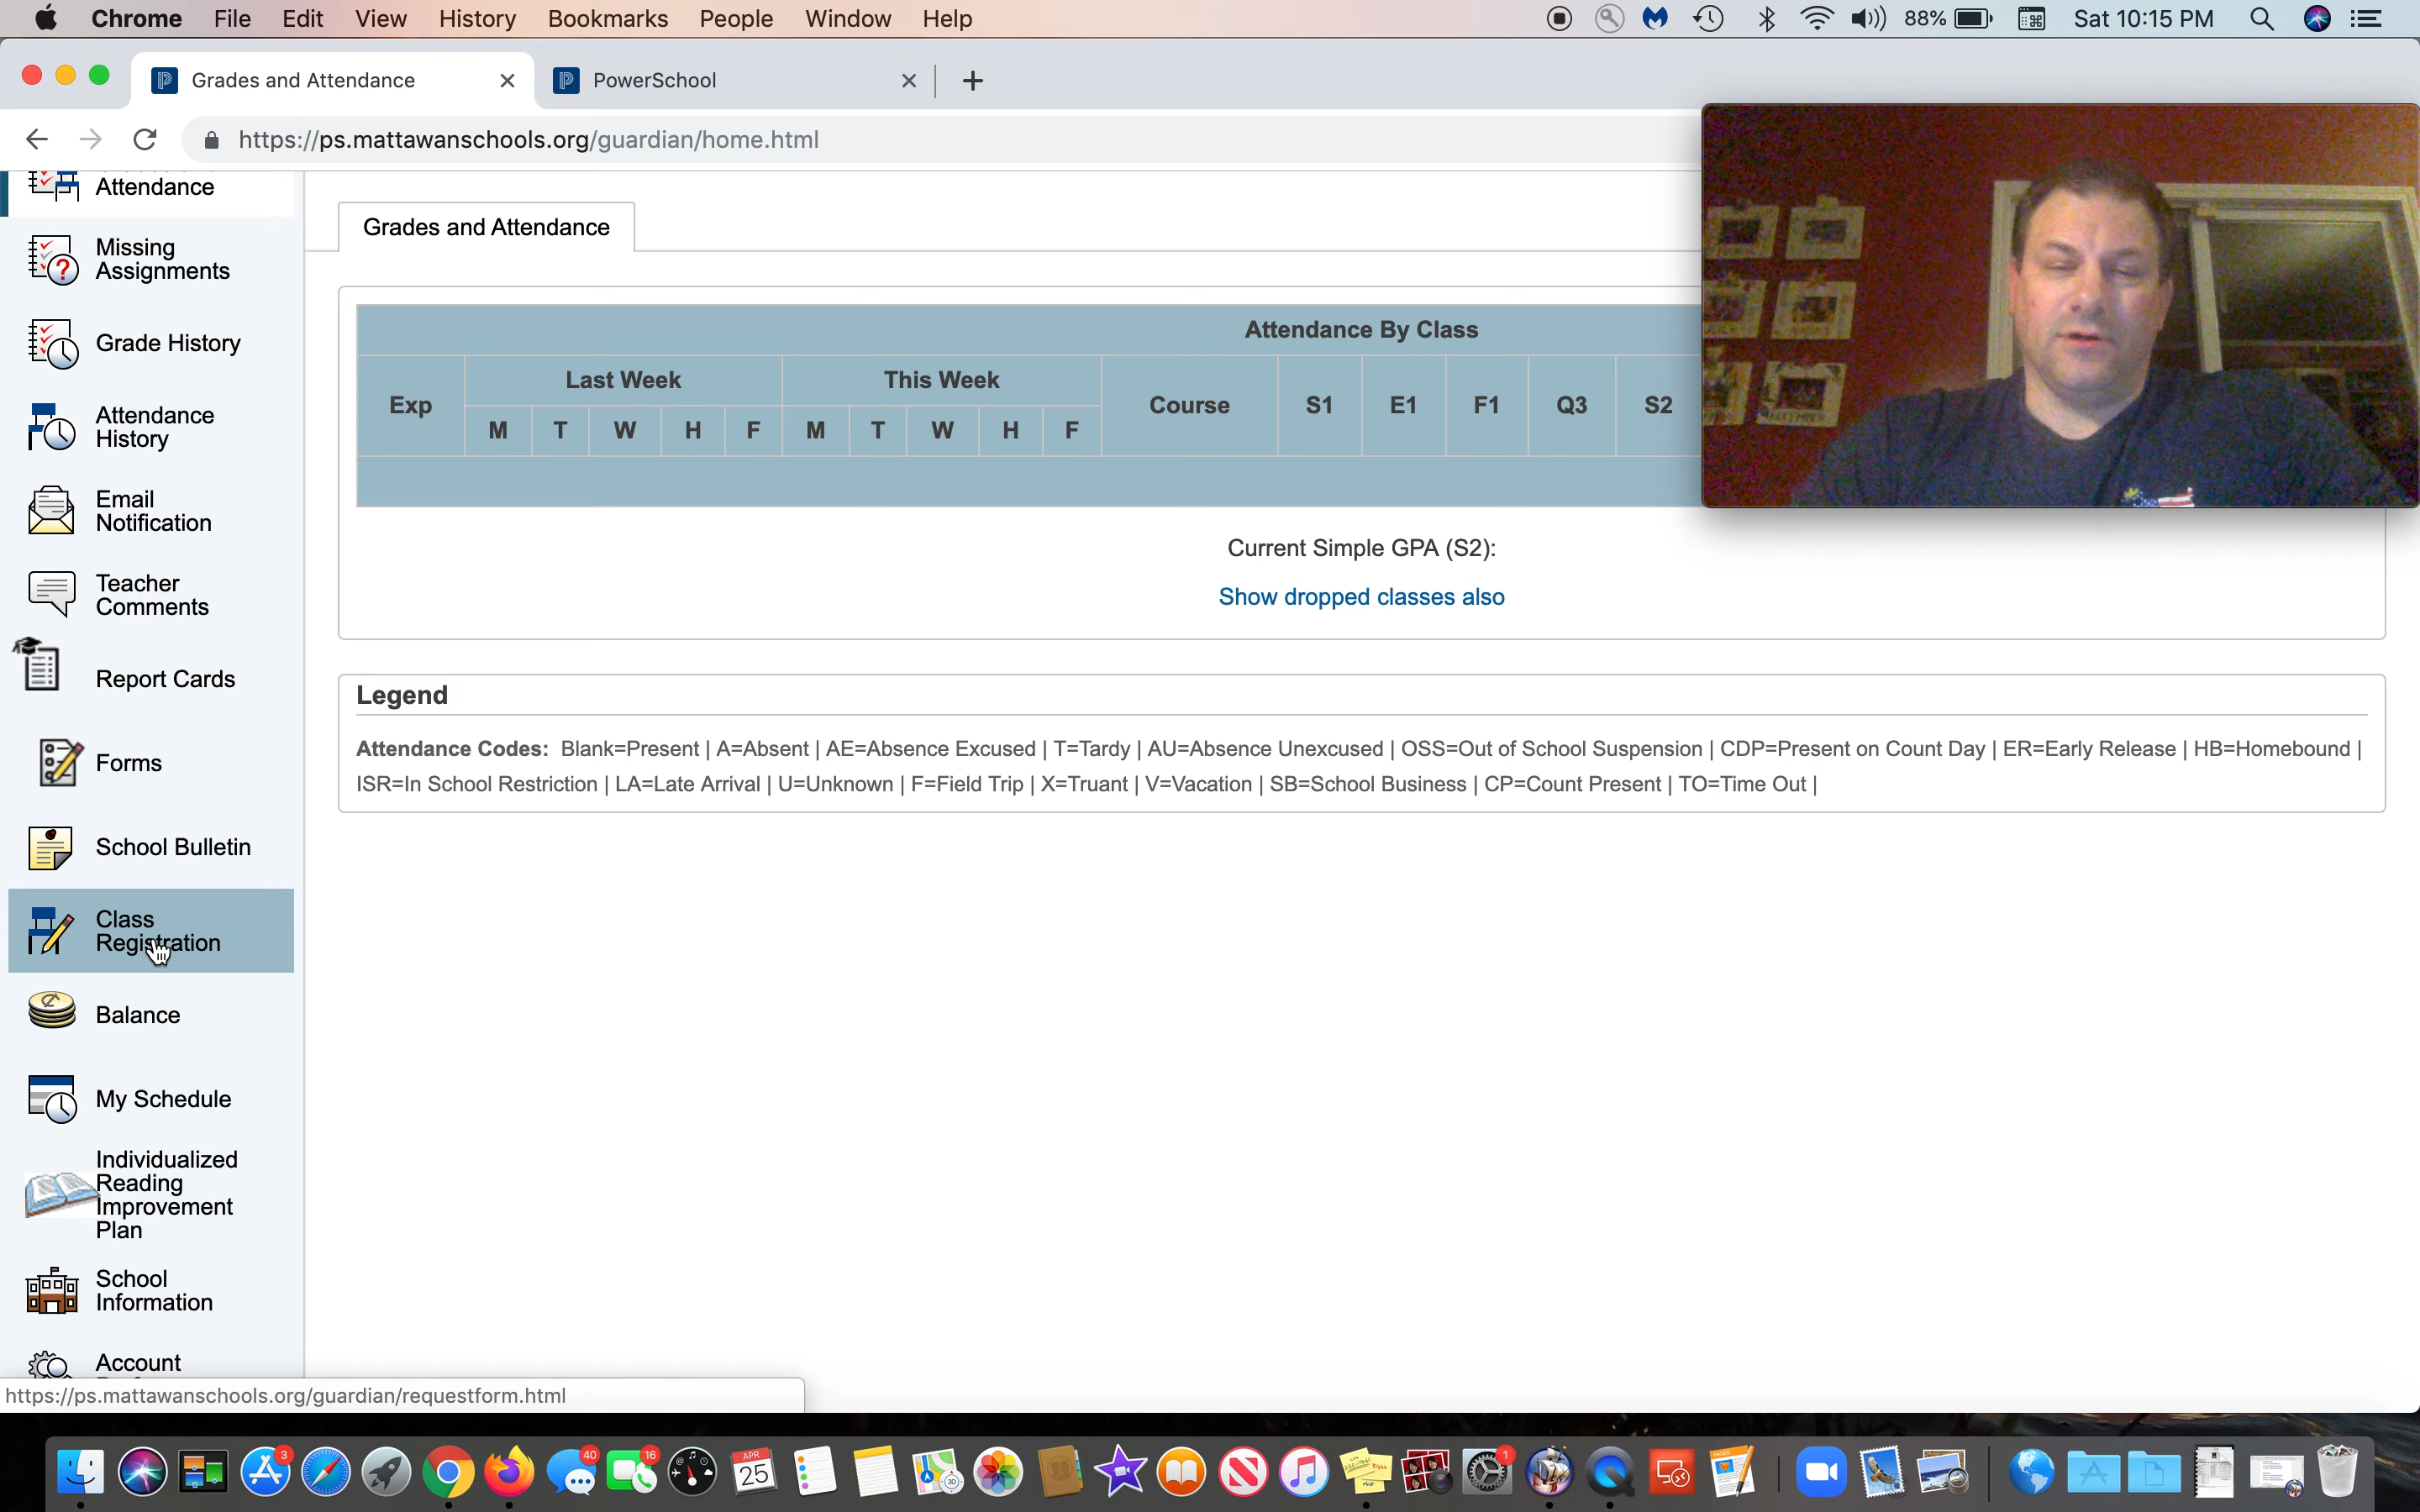 Chrome File Edit View History Bookmarks People Window Help 88% Sat 10:15 PM
Grades and Attendance PowerSchool
https://ps.mattawanschools.org/guardian/home.html
Attendance
Missing
Assignments
Grade History
Attendance
History
Email
Notification
Teacher
Comments
Report Cards
Forms
School Bulletin
Class
Registration
Balance
My Schedule
Individualized
Reading
Improvement
Plan
School
Information
Account
Grades and Attendance
Attendance By Class
Exp Last Week This Week Course S1 E1 F1 Q3 S2
M T W H F M T W H F
Current Simple GPA (S2):
Show dropped classes also
Legend
Attendance Codes: Blank=Present | A=Absent | AE=Absence Excused | T=Tardy | AU=Absence Unexcused | OSS=Out of School Suspension | CDP=Present on Count Day | ER=Early Release | HB=Homebound |
ISR=In School Restriction | LA=Late Arrival | U=Unknown | F=Field Trip | X=Truant | V=Vacation | SB=School Business | CP=Count Present | TO=Time Out |
https://ps.mattawanschools.org/guardian/requestform.html
3 40 16 APR 25 1